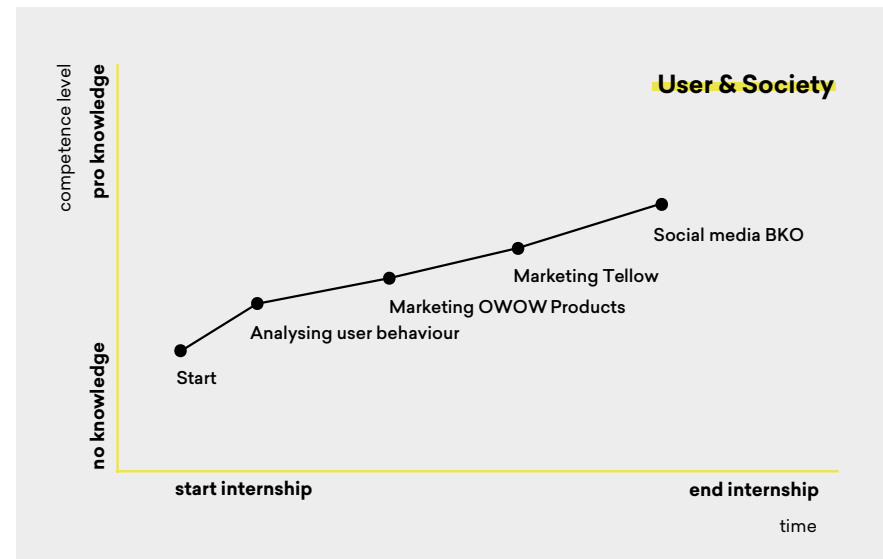 User & Society
competence level
pro knowledge
no knowledge
Social media BKO
Marketing Tellow
Marketing OWOW Products
Analysing user behaviour
Start
start internship
end internship
time